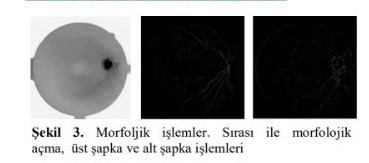 Şekil 3. Morfoljik işlemler. Sırası ile morfolojik
açma, üst şapka ve alt şapka işlemleri